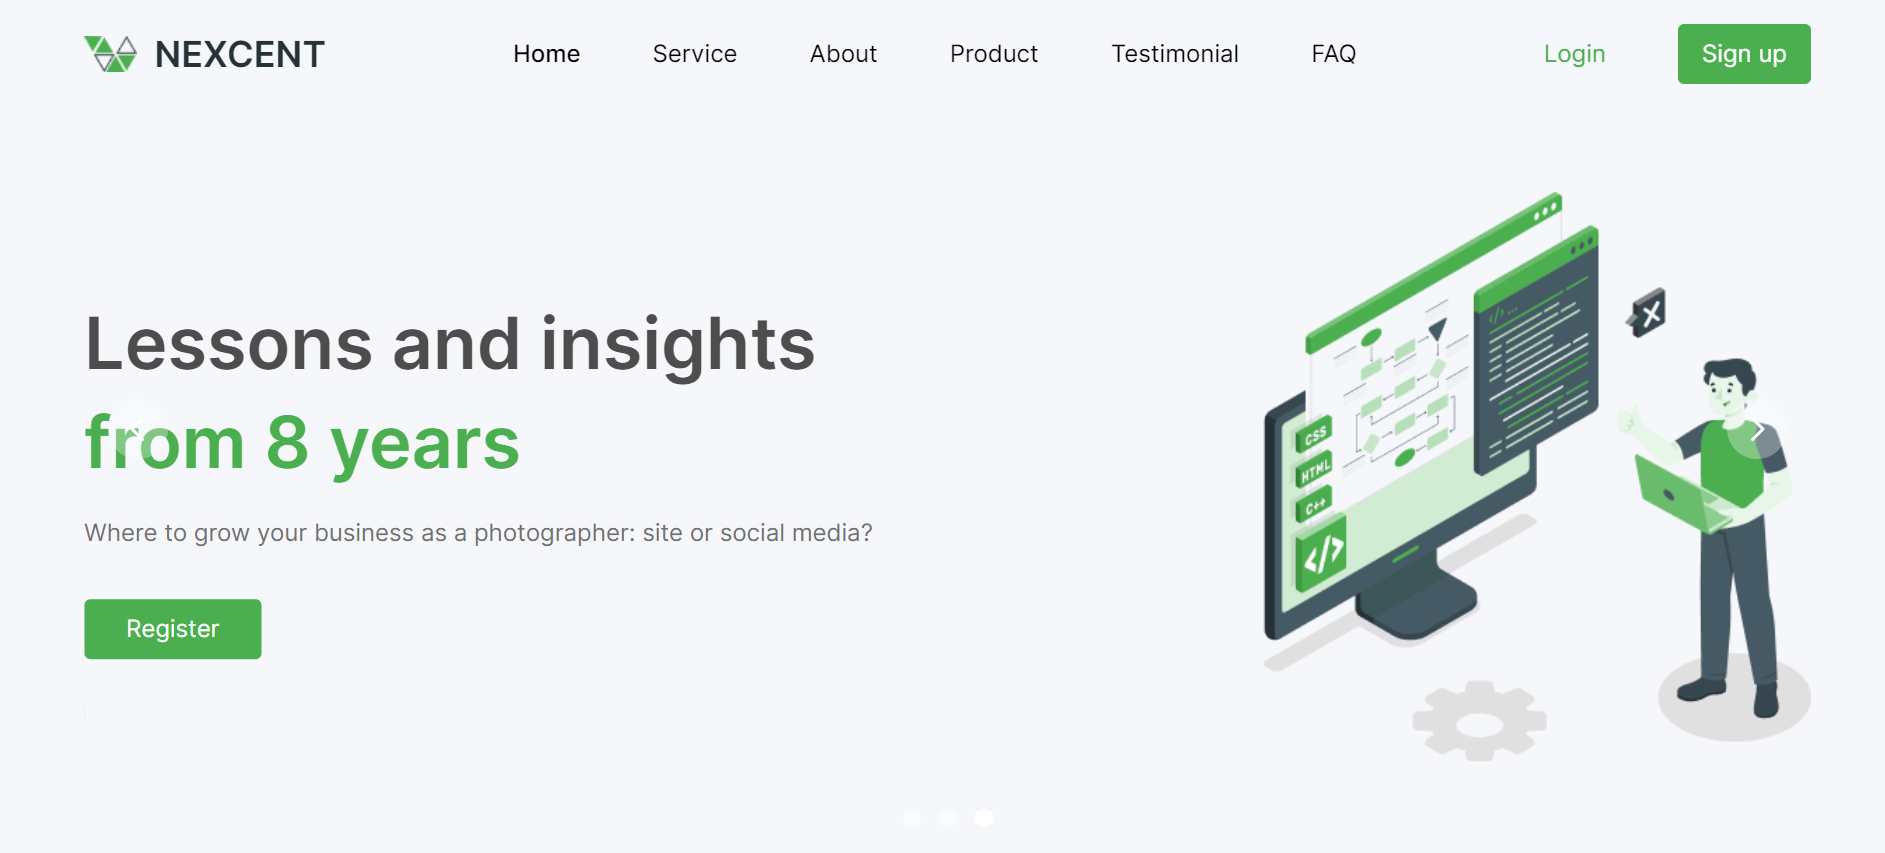 NEXCENT
Home Service About Product Testimonial FAQ Login Sign up
Lessons and insights
from 8 years
Where to grow your business as a photographer: site or social media?
Register
</> ...
CSS
HTML
C++
</>